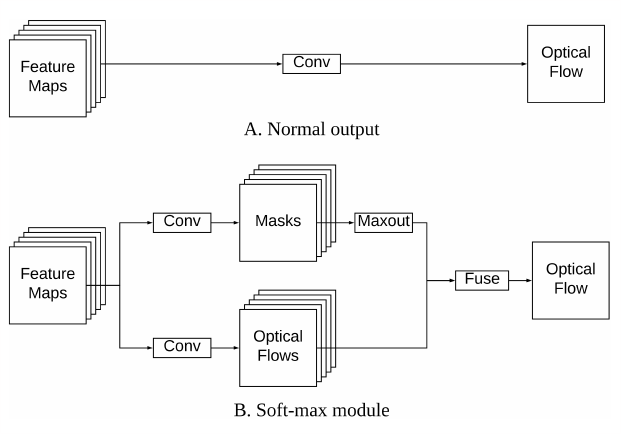 Feature
Maps
Conv
Optical
Flow
A. Normal output
Feature
Maps
Conv
Masks
Maxout
Conv
Optical
Flows
Fuse
Optical
Flow
B. Soft-max module